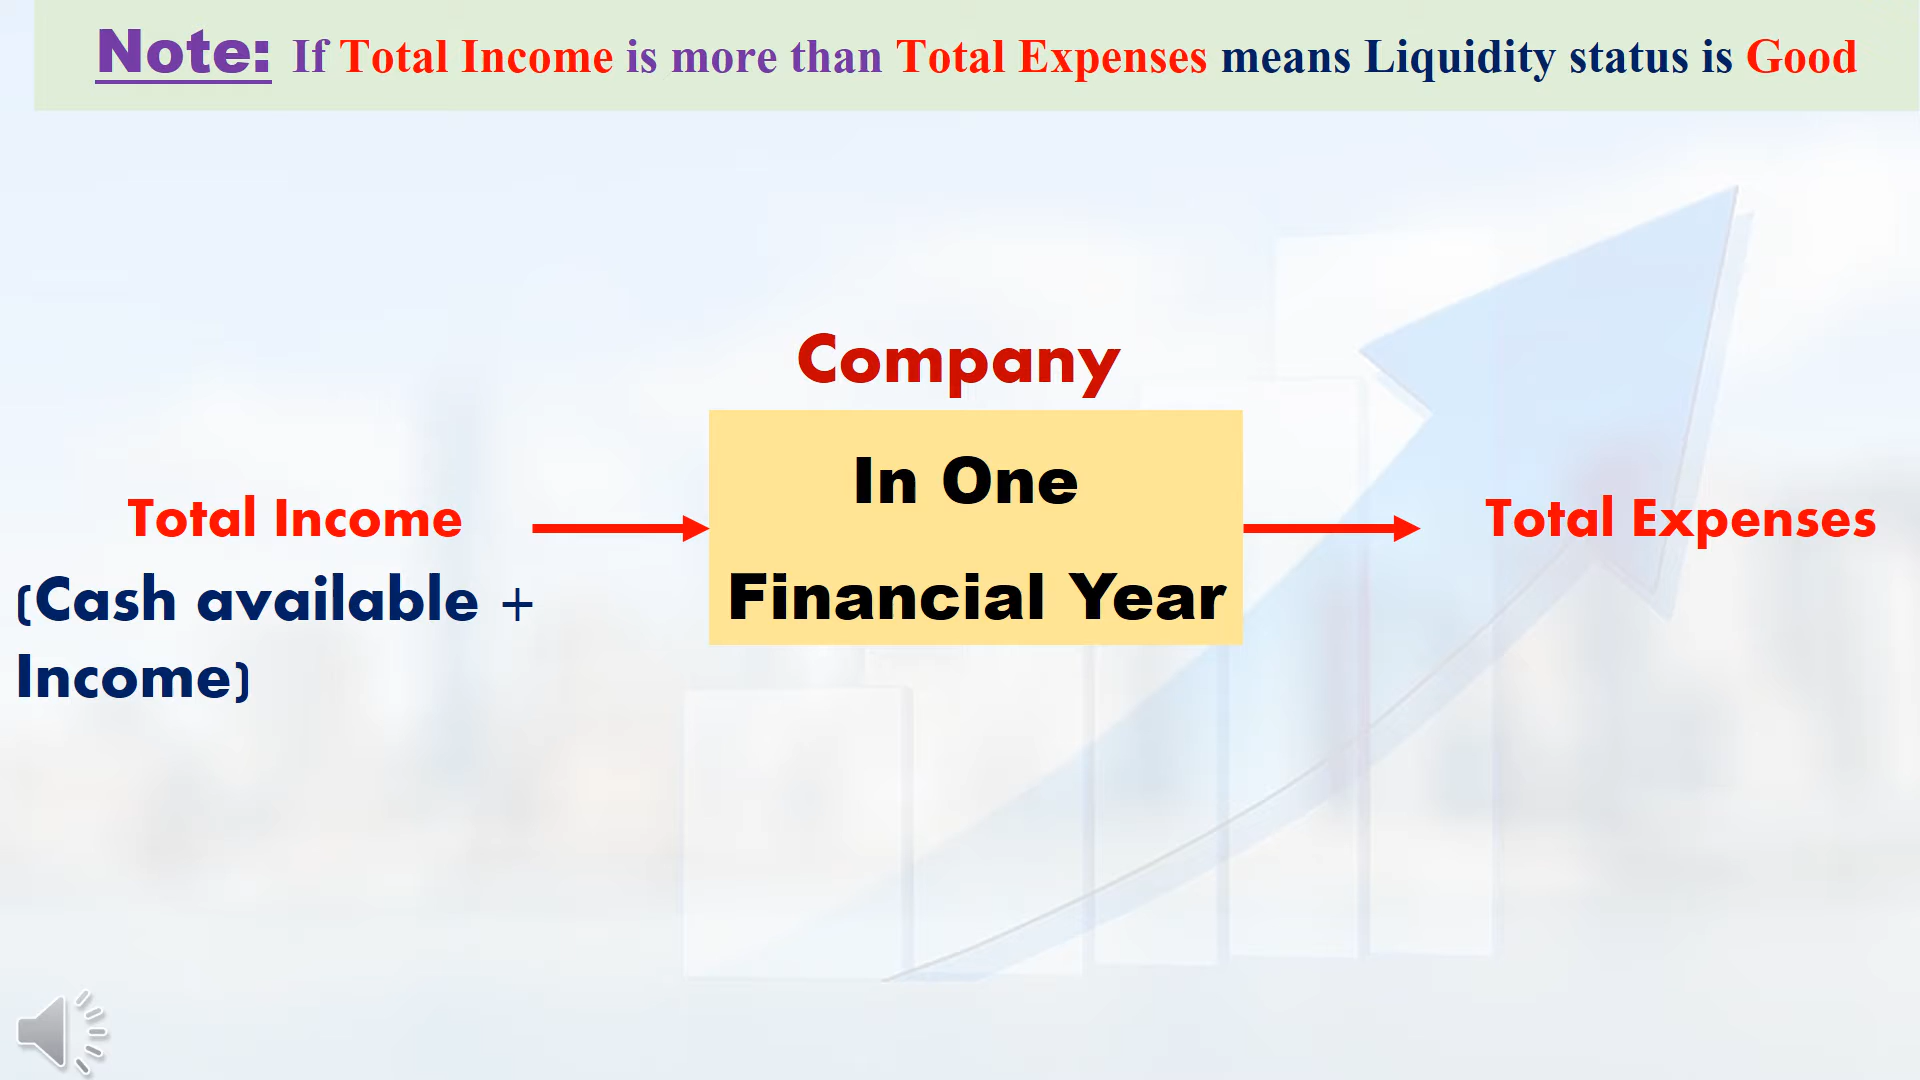 Note: If Total Income is more than Total Expenses means Liquidity status is Good
Company
In One
Financial Year
Total Income
(Cash available +
Income)
Total Expenses